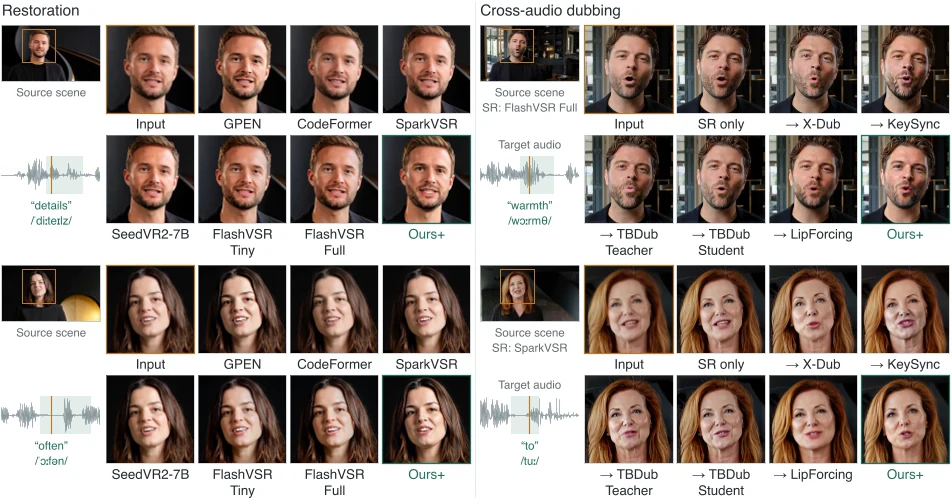 Restoration
Source scene
Input
GPEN
CodeFormer
SparkVSR
“details”
/ˈdiːteɪlz/
SeedVR2-7B
FlashVSR
Tiny
FlashVSR
Full
Ours+
Source scene
Input
GPEN
CodeFormer
SparkVSR
“often”
/ˈɔːfən/
SeedVR2-7B
FlashVSR
Tiny
FlashVSR
Full
Ours+
Cross-audio dubbing
Source scene
SR: FlashVSR Full
Input
SR only
→ X-Dub
→ KeySync
Target audio
“warmth”
/wɔːrmθ/
→ TBDub
Teacher
→ TBDub
Student
→ LipForcing
Ours+
Source scene
SR: SparkVSR
Input
SR only
→ X-Dub
→ KeySync
Target audio
“to”
/tuː/
→ TBDub
Teacher
→ TBDub
Student
→ LipForcing
Ours+